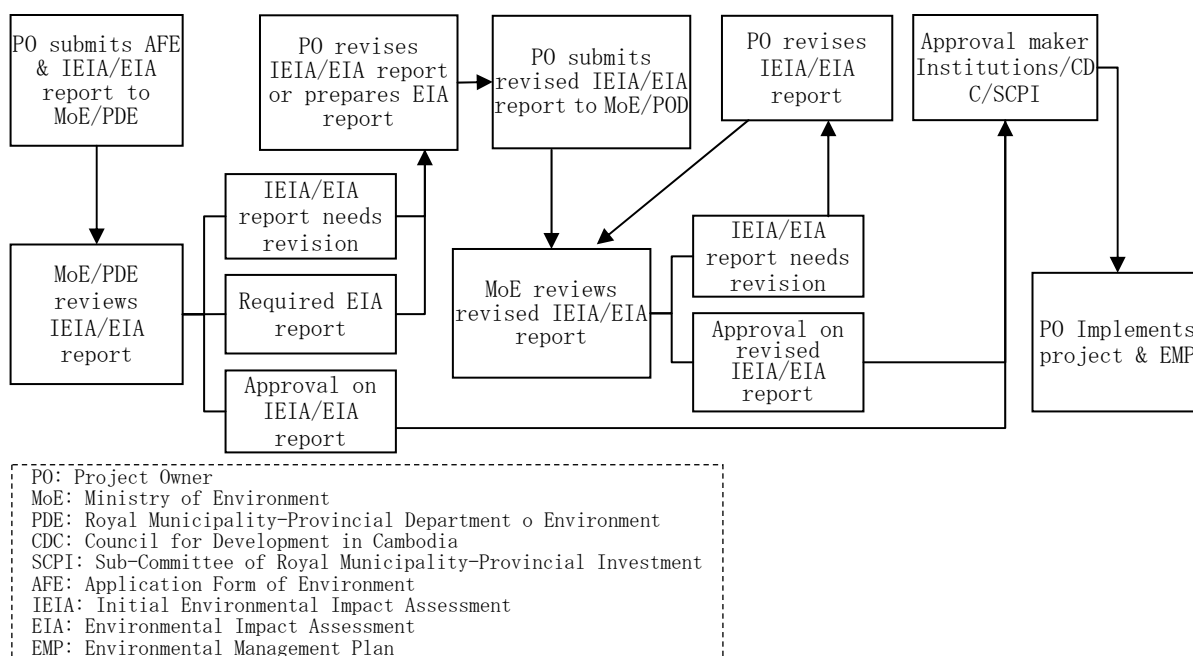 PO submits AFE
& IEIA/EIA
report to
MoE/PDE
PO revises
IEIA/EIA report
or prepares EIA
report
PO submits
revised IEIA/EIA
report to MoE/POD
PO revises
IEIA/EIA
report
Approval maker
Institutions/CD
C/SCPI
MoE/PDE
reviews
IEIA/EIA
report
IEIA/EIA
report needs
revision
Required EIA
report
Approval on
IEIA/EIA
report
MoE reviews
revised IEIA/EIA
report
IEIA/EIA
report needs
revision
Approval on
revised
IEIA/EIA
report
PO Implements
project & EMP
PO: Project Owner
MoE: Ministry of Environment
PDE: Royal Municipality-Provincial Department o Environment
CDC: Council for Development in Cambodia
SCPI: Sub-Committee of Royal Municipality-Provincial Investment
AFE: Application Form of Environment
IEIA: Initial Environmental Impact Assessment
EIA: Environmental Impact Assessment
EMP: Environmental Management Plan